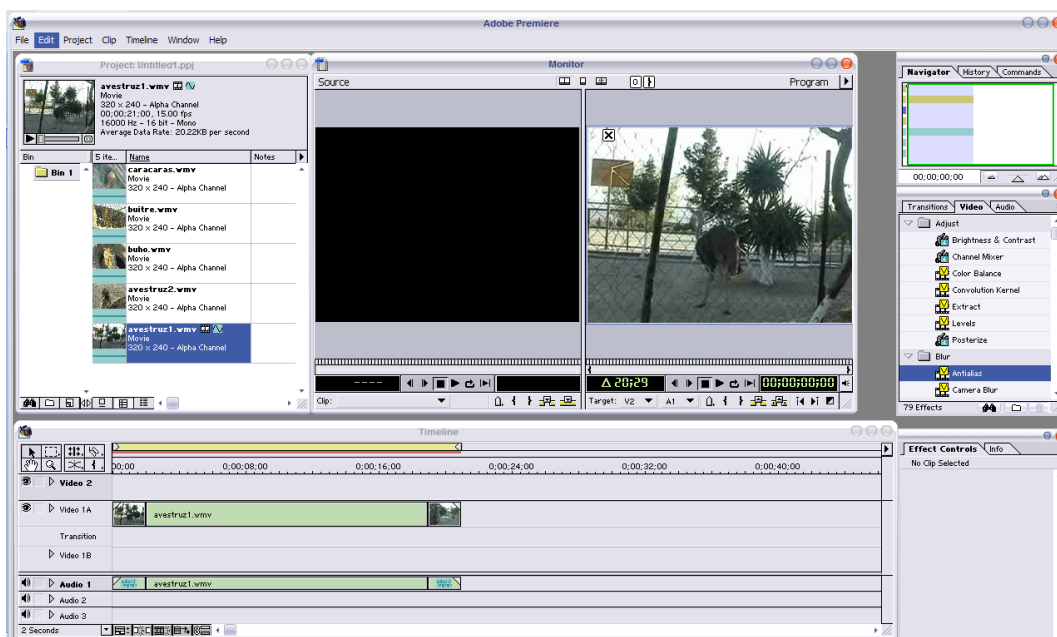 Adobe Premiere
File Edit Project Clip Timeline Window Help
Project: Untitled1.ppj
avestruz1.wmv
Movie
320 x 240 - Alpha Channel
00;00;21;00, 15.00 fps
16000 Hz - 16 bit - Mono
Average Data Rate: 20.22KB per second
Bin
5 ite... Name Notes
Bin 1
caracaras.wmv
Movie
320 x 240 - Alpha Channel
buitre.wmv
Movie
320 x 240 - Alpha Channel
buho.wmv
Movie
320 x 240 - Alpha Channel
avestruz2.wmv
Movie
320 x 240 - Alpha Channel
avestruz1.wmv
Movie
320 x 240 - Alpha Channel
Monitor
Source
Program
----
Δ 20;29
00;00;00;00
Clip:
Target: V2 A1
Navigator History Commands
00;00;00;00
Transitions Video Audio
Adjust
Brightness & Contrast
Channel Mixer
Color Balance
Convolution Kernel
Extract
Levels
Posterize
Blur
Antialias
Camera Blur
79 Effects
Timeline
00;00 0;00;08;00 0;00;16;00 0;00;24;00 0;00;32;00 0;00;40;00
Video 2
Video 1A
avestruz1.wmv
Transition
Video 1B
Audio 1
avestruz1.wmv
Audio 2
Audio 3
2 Seconds
Effect Controls Info
No Clip Selected